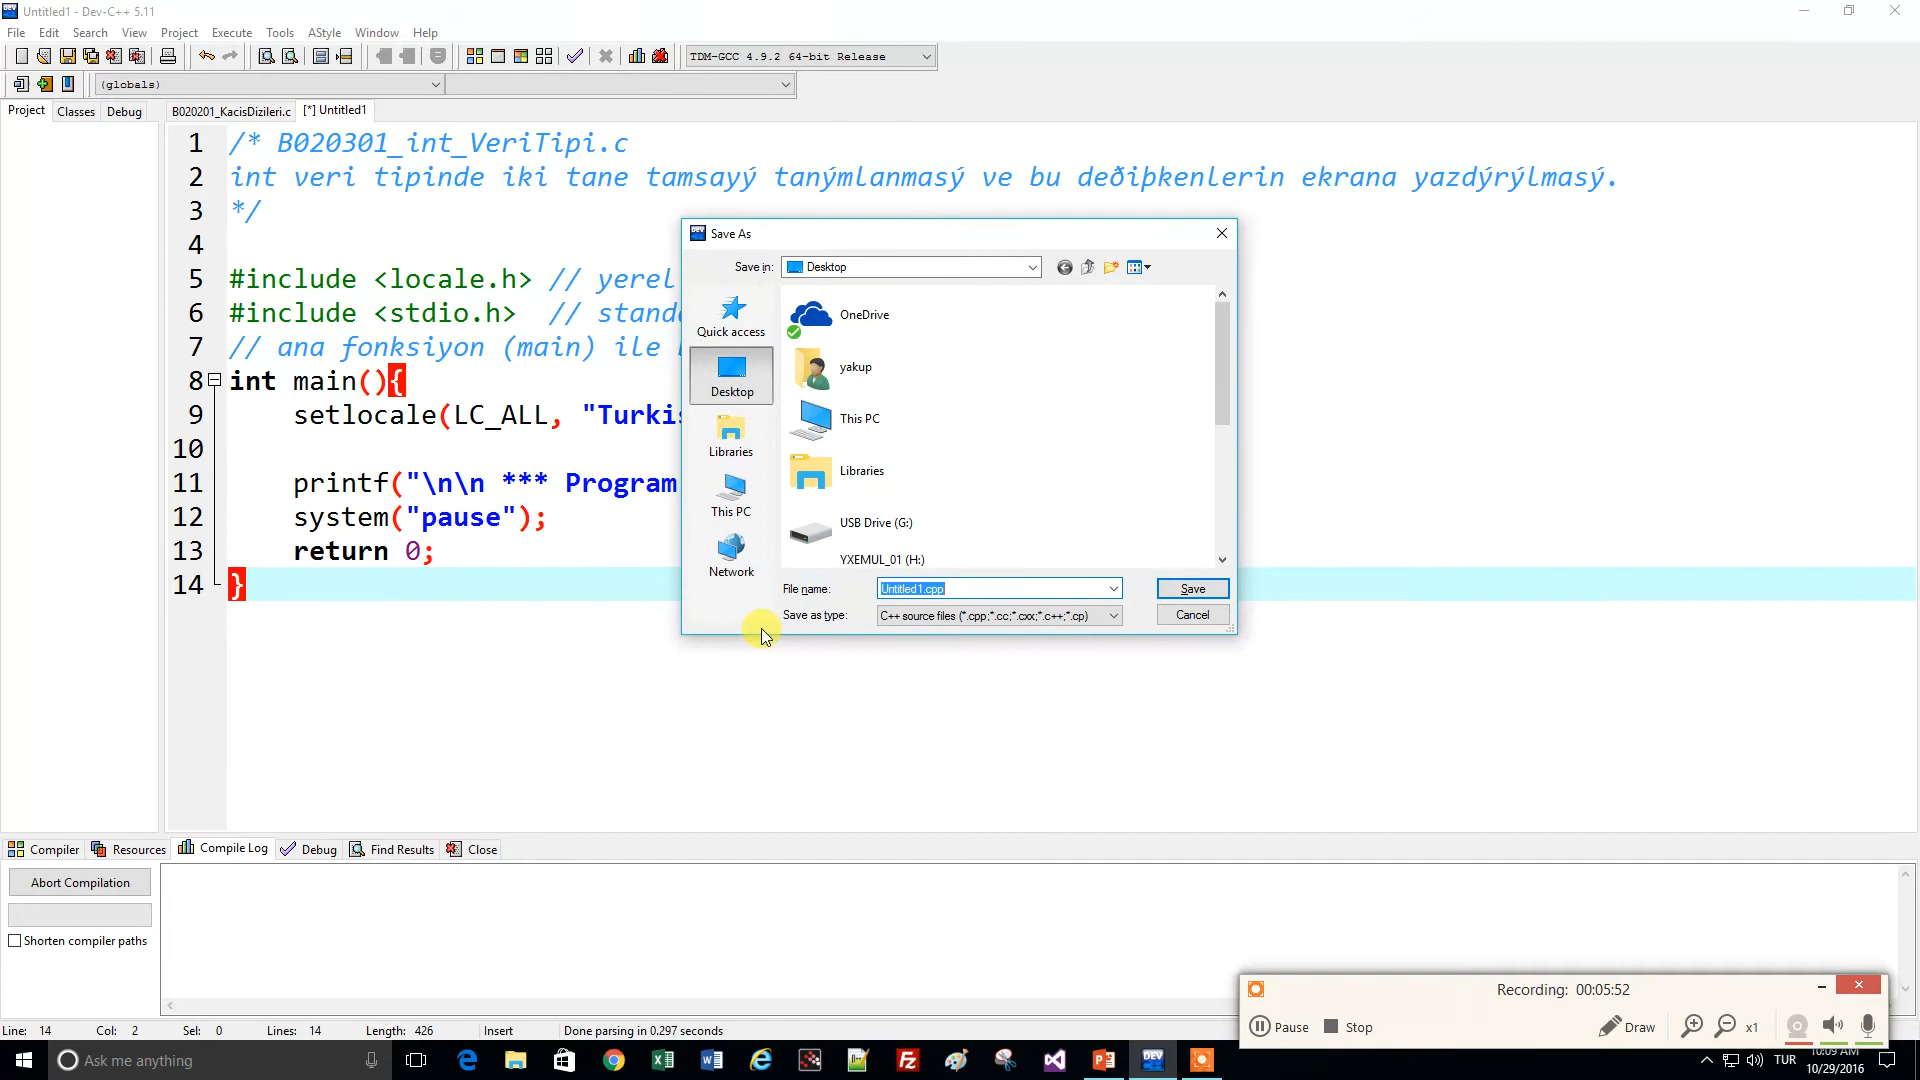 Untitled1 - Dev-C++ 5.11
File Edit Search View Project Execute Tools AStyle Window Help
TDM-GCC 4.9.2 64-bit Release
(globals)
Project Classes Debug B020201_KacisDizileri.c [*] Untitled1
1 /* B020301_int_VeriTipi.c
2 int veri tipinde iki tane tamsayý tanýmlanmasý ve bu deðiþkenlerin ekrana yazdýrýlmasý.
3 */
4
5 #include <locale.h> // yerel
6 #include <stdio.h> // stand
7 // ana fonksiyon (main) ile
8 int main(){
9 setlocale(LC_ALL, "Turkis
10
11 printf("\n\n *** Program
12 system("pause");
13 return 0;
14 }
Save As
Save in: Desktop
Quick access
Desktop
Libraries
This PC
Network
OneDrive
yakup
This PC
Libraries
USB Drive (G:)
YXEMUL_01 (H:)
File name: Untitled1.cpp Save
Save as type: C++ source files (*.cpp;*.cc;*.cxx;*.c++;*.cp) Cancel
Compiler Resources Compile Log Debug Find Results Close
Abort Compilation
Shorten compiler paths
Recording: 00:05:52
Pause Stop Draw x1
Line: 14 Col: 2 Sel: 0 Lines: 14 Length: 426 Insert Done parsing in 0.297 seconds
Ask me anything
DEV
TUR
10:09 AM
10/29/2016